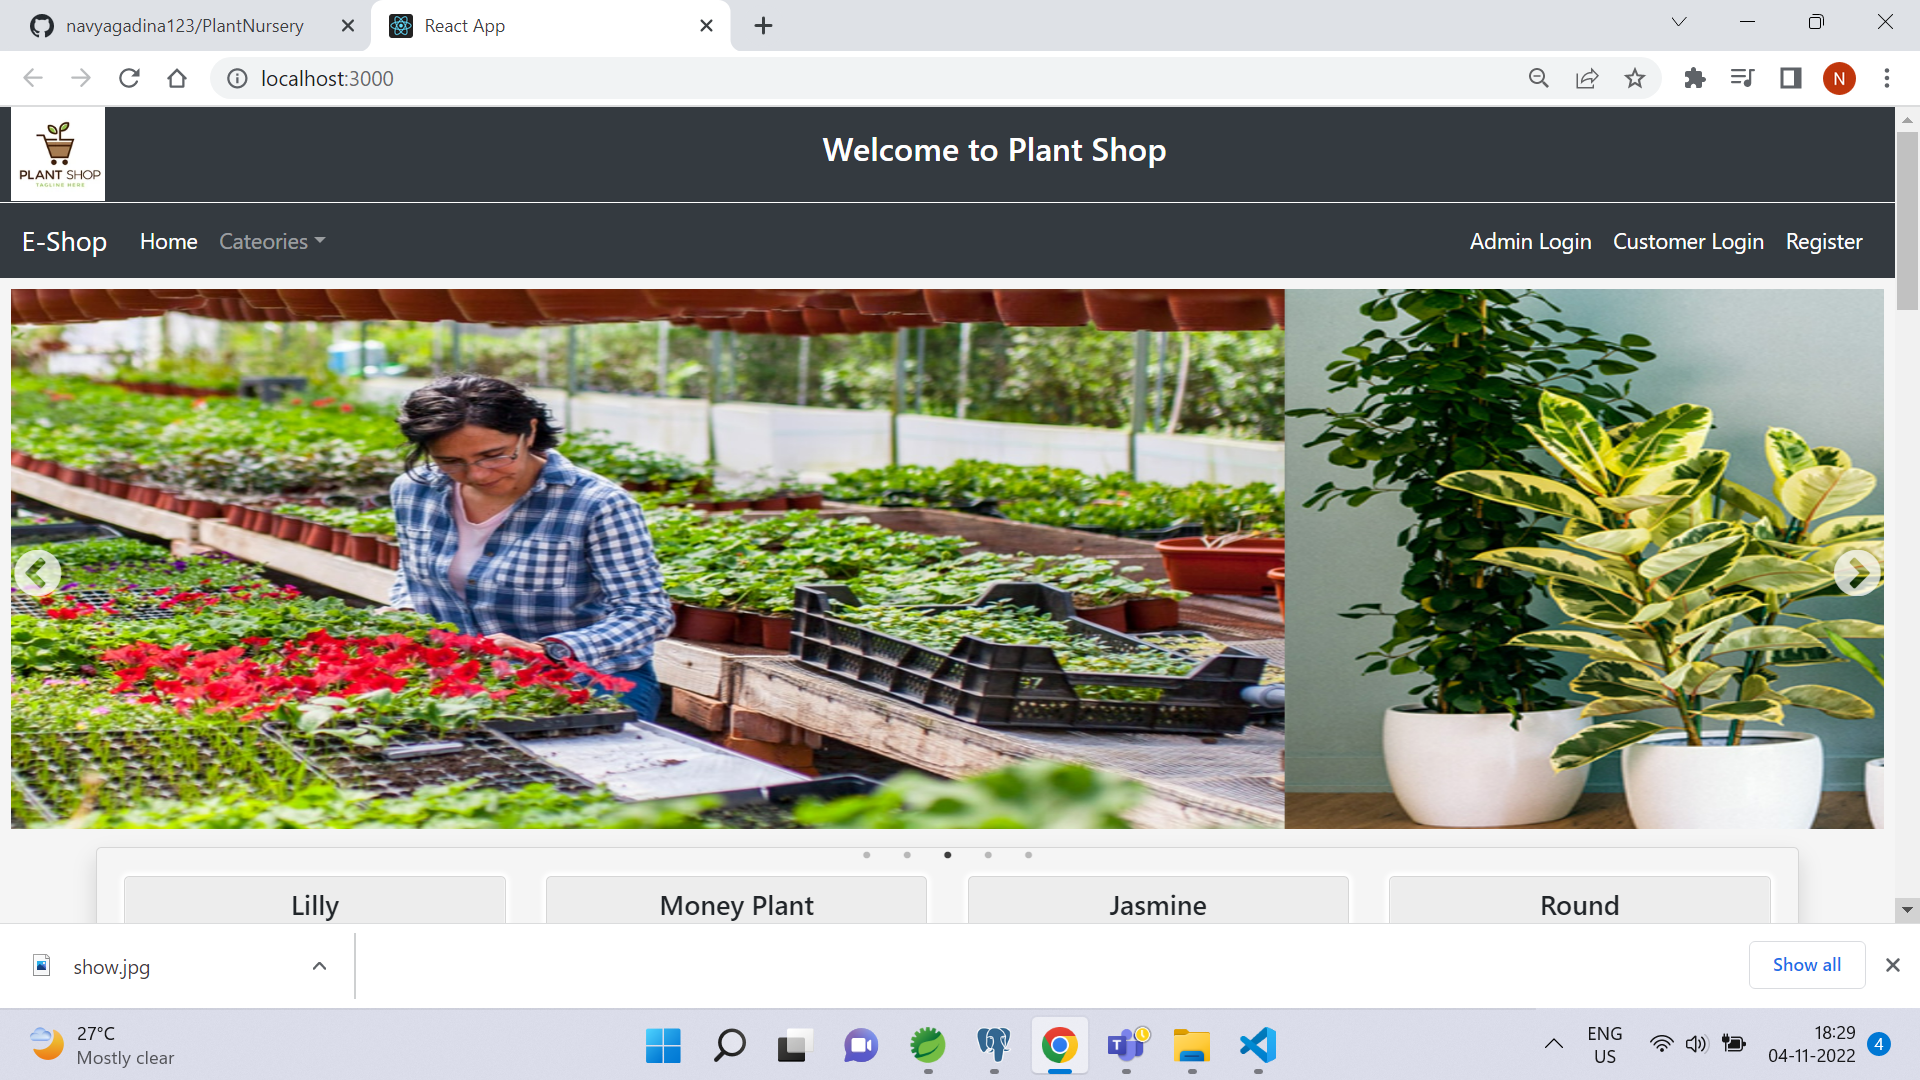 navyagadina123/PlantNursery
React App
localhost:3000
N
PLANT SHOP
TAGLINE HERE
Welcome to Plant Shop
E-Shop
Home
Cateories
Admin Login
Customer Login
Register
37
Lilly
Money Plant
Jasmine
Round
show.jpg
Show all
27°C
Mostly clear
T
ENG
US
18:29
04-11-2022
4